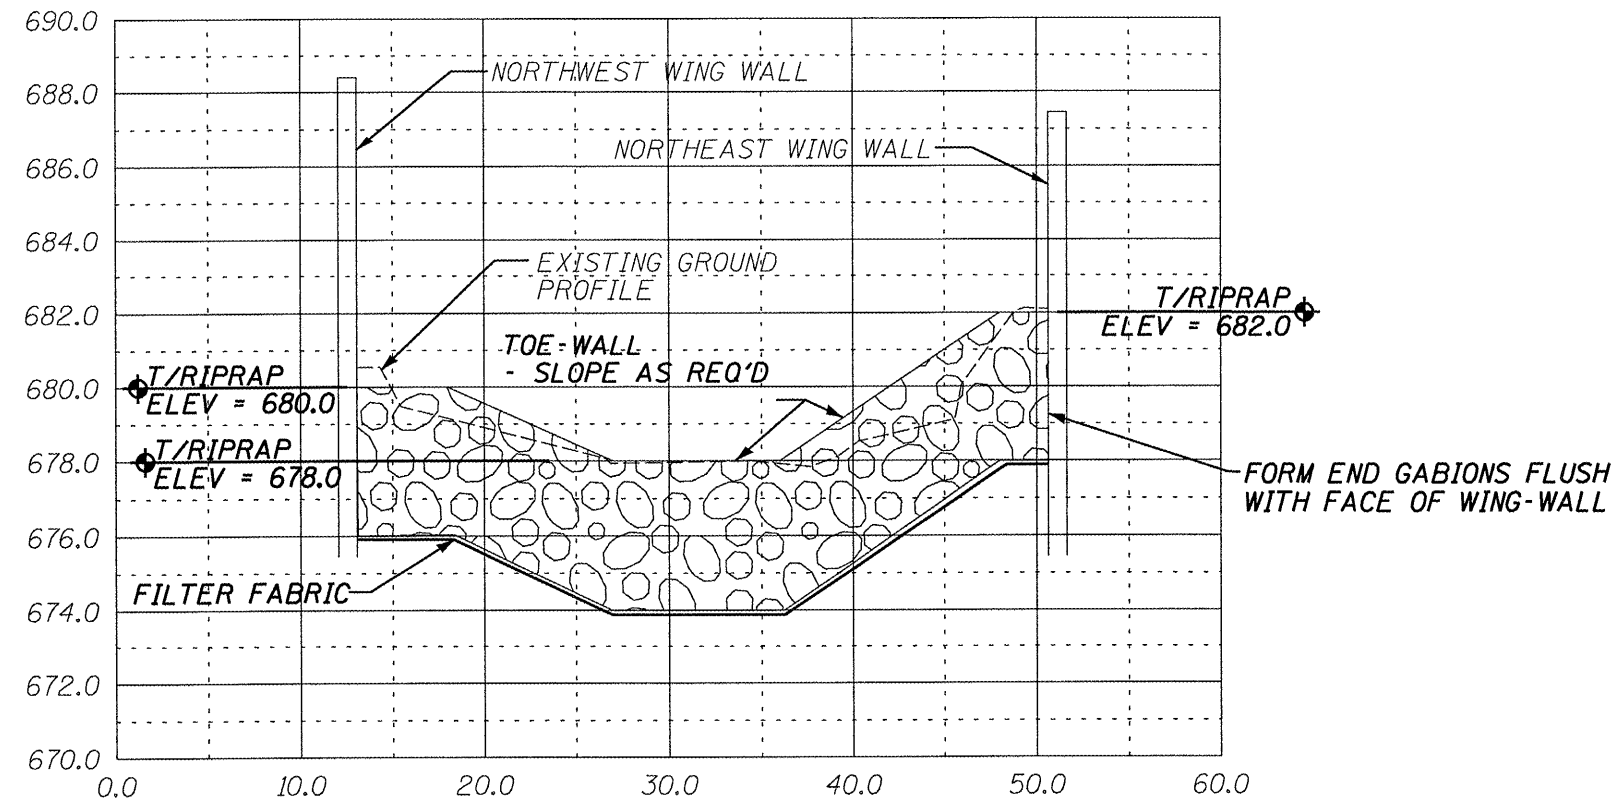 690.0
688.0
686.0
684.0
682.0
680.0
678.0
676.0
674.0
672.0
670.0
0.0
10.0
20.0
30.0
40.0
50.0
60.0
NORTHWEST WING WALL
NORTHEAST WING WALL
EXISTING GROUND
PROFILE
TOE-WALL
- SLOPE AS REQ'D
T/RIPRAP
ELEV = 682.0
T/RIPRAP
ELEV = 680.0
T/RIPRAP
ELEV = 678.0
FORM END GABIONS FLUSH
WITH FACE OF WING-WALL
FILTER FABRIC